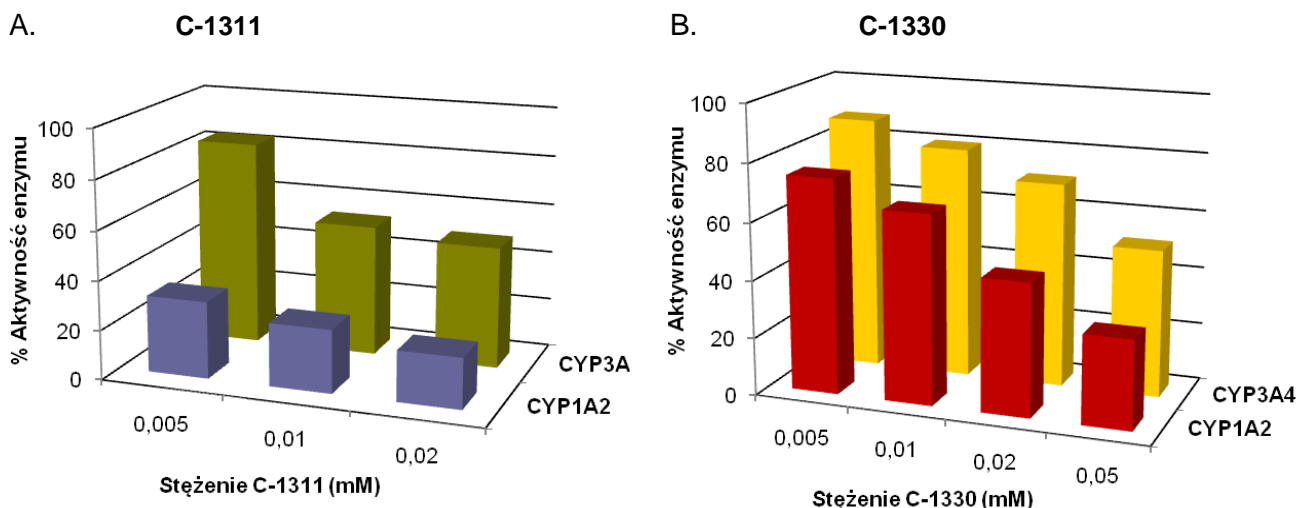 A.
C-1311
% Aktywność enzymu
100
80
60
40
20
0
0,005
0,01
0,02
CYP3A
CYP1A2
Stężenie C-1311 (mM)
B.
C-1330
% Aktywność enzymu
100
80
60
40
20
0
0,005
0,01
0,02
0,05
CYP3A4
CYP1A2
Stężenie C-1330 (mM)